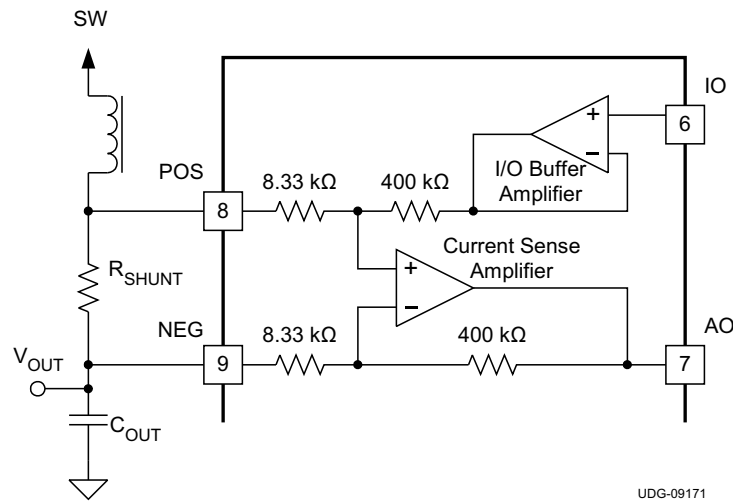 SW
IO
6
+
−
I/O Buffer
Amplifier
POS
8
8.33 kΩ
400 kΩ
Current Sense
Amplifier
+
−
R_SHUNT
NEG
9
8.33 kΩ
400 kΩ
AO
7
V_OUT
C_OUT
UDG-09171